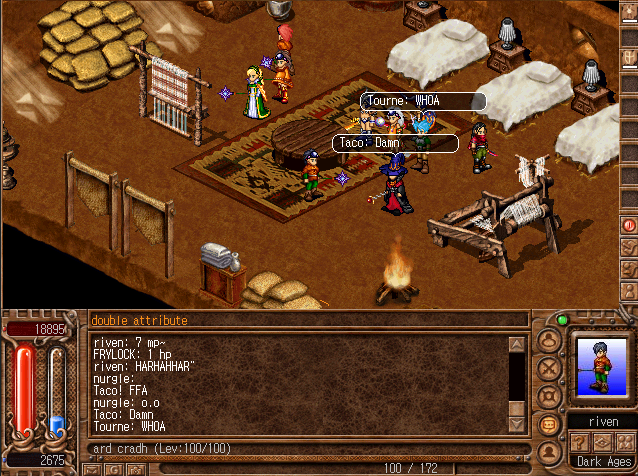 Tourne: WHOA
Taco: Damn
18895
double attribute
riven: 7 mp~
FRYLOCK: 1 hp
riven: HARHAHHAR"
nurgle:
Taco! FFA
nurgle: o.o
Taco: Damn
Tourne: WHOA
riven
ard cradh (Lev:100/100)
2675
100 / 172
Dark Ages